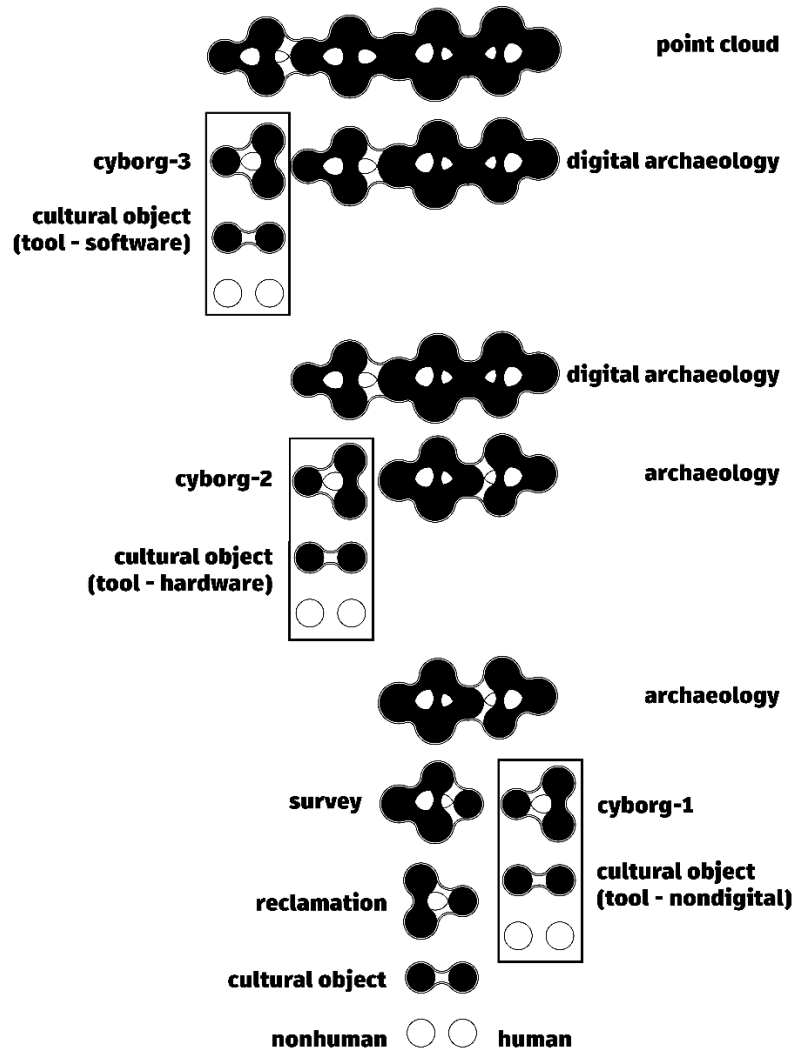 point cloud
cyborg-3
digital archaeology
cultural object
(tool - software)
digital archaeology
cyborg-2
archaeology
cultural object
(tool - hardware)
archaeology
survey
cyborg-1
cultural object
(tool - nondigital)
reclamation
cultural object
nonhuman
human